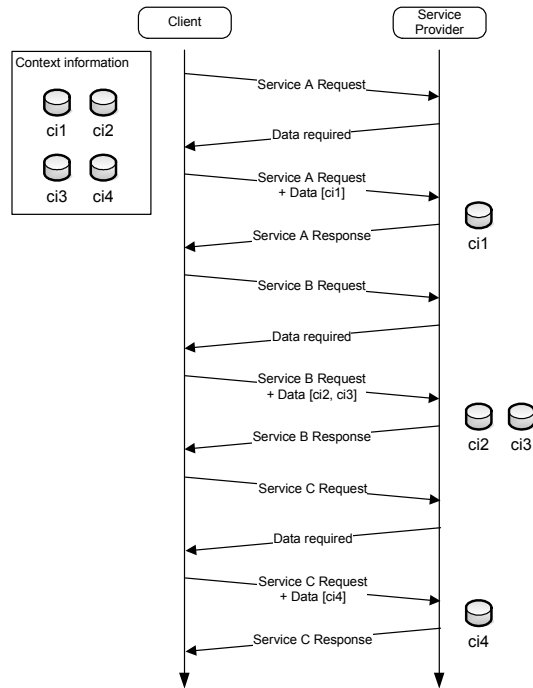 Client
Service
Provider
Context information
ci1 ci2
ci3 ci4
Service A Request
Data required
Service A Request
+ Data [ci1]
ci1
Service A Response
Service B Request
Data required
Service B Request
+ Data [ci2, ci3]
ci2 ci3
Service B Response
Service C Request
Data required
Service C Request
+ Data [ci4]
ci4
Service C Response